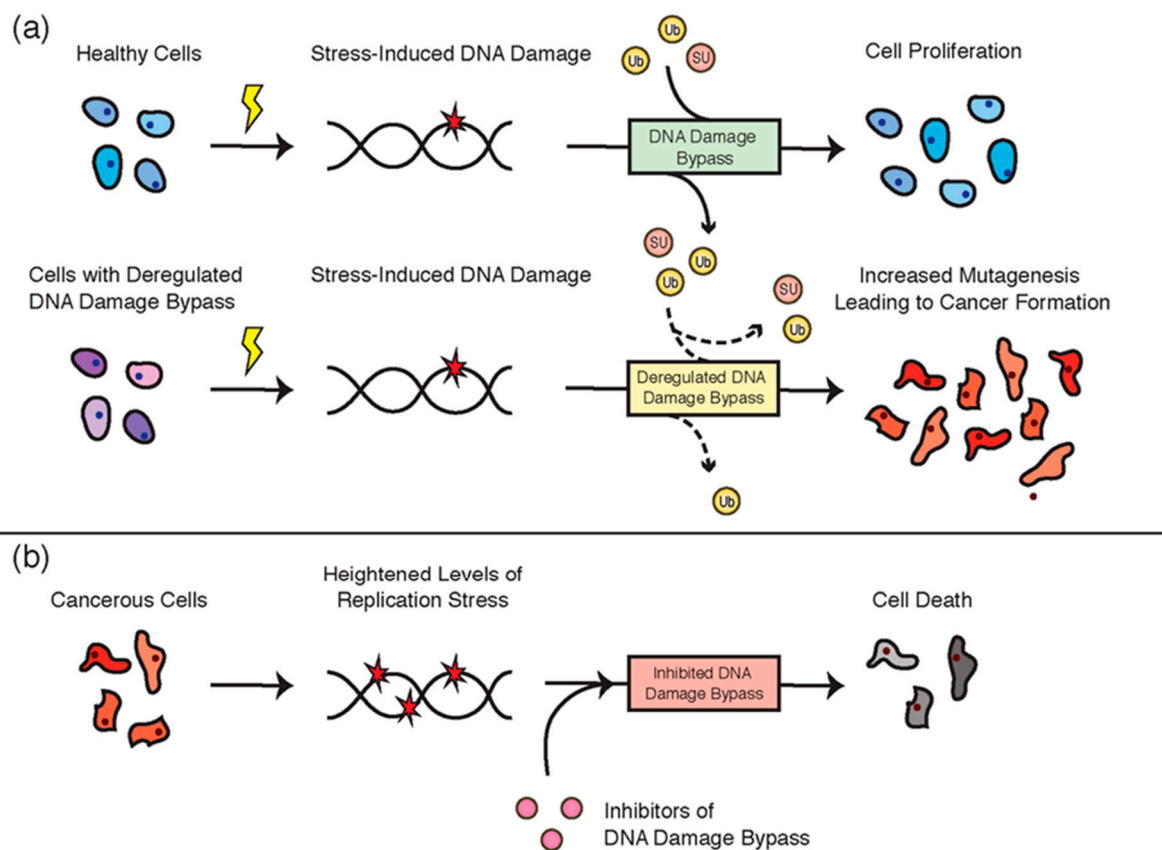 (a)
Healthy Cells
Stress-Induced DNA Damage
Ub
Ub
SU
Cell Proliferation
DNA Damage
Bypass
Cells with Deregulated
DNA Damage Bypass
Stress-Induced DNA Damage
SU
Ub
Ub
SU
Ub
Increased Mutagenesis
Leading to Cancer Formation
Deregulated DNA
Damage Bypass
Ub
(b)
Cancerous Cells
Heightened Levels of
Replication Stress
Cell Death
Inhibited DNA
Damage Bypass
Inhibitors of
DNA Damage Bypass